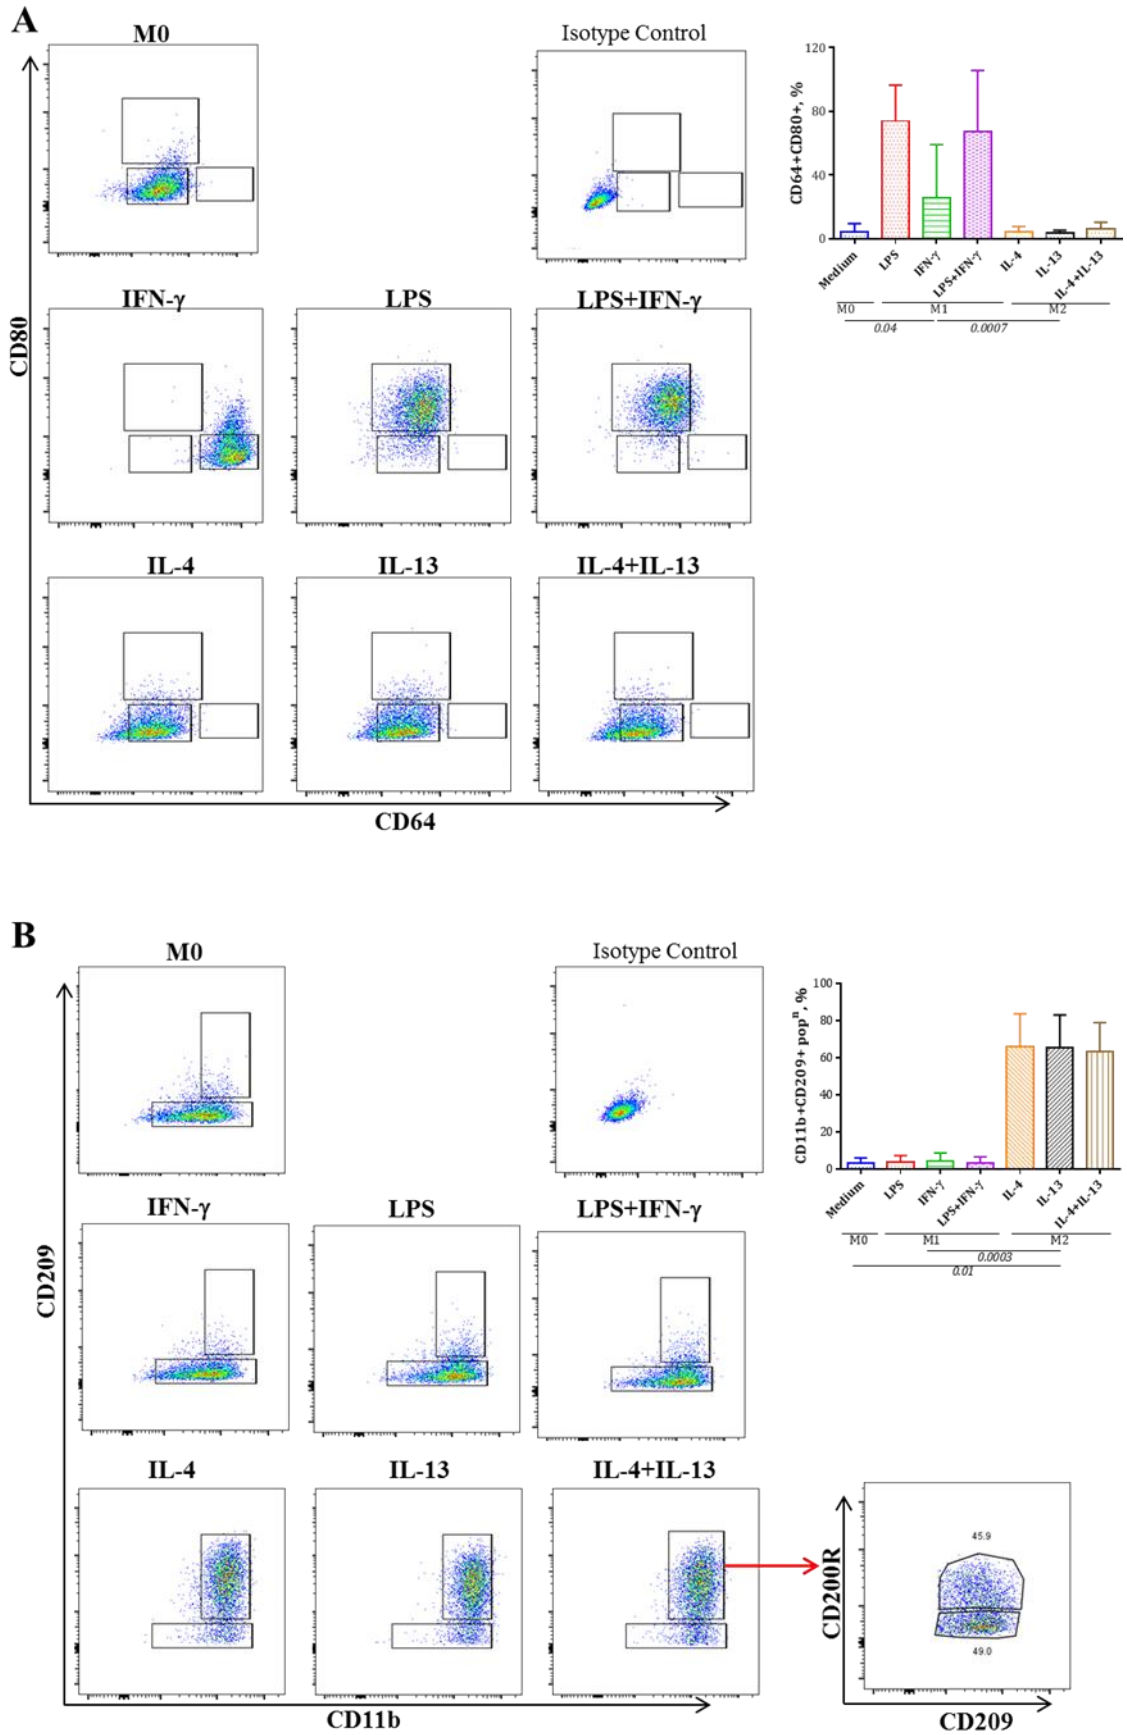 A
M0
Isotype Control
CD64+CD80+, %
120
80
40
0
Medium
LPS
IFN-γ
LPS+IFN-γ
IL-4
IL-13
IL-4+IL-13
M0
M1
M2
0.04
0.0007
CD80
IFN-γ
LPS
LPS+IFN-γ
IL-4
IL-13
IL-4+IL-13
CD64
B
M0
Isotype Control
CD11b+CD209+ popⁿ, %
100
80
60
40
20
0
Medium
LPS
IFN-γ
LPS+IFN-γ
IL-4
IL-13
IL-4+IL-13
M0
M1
M2
0.0003
0.01
CD209
IFN-γ
LPS
LPS+IFN-γ
IL-4
IL-13
IL-4+IL-13
CD11b
CD200R
45.9
49.0
CD209